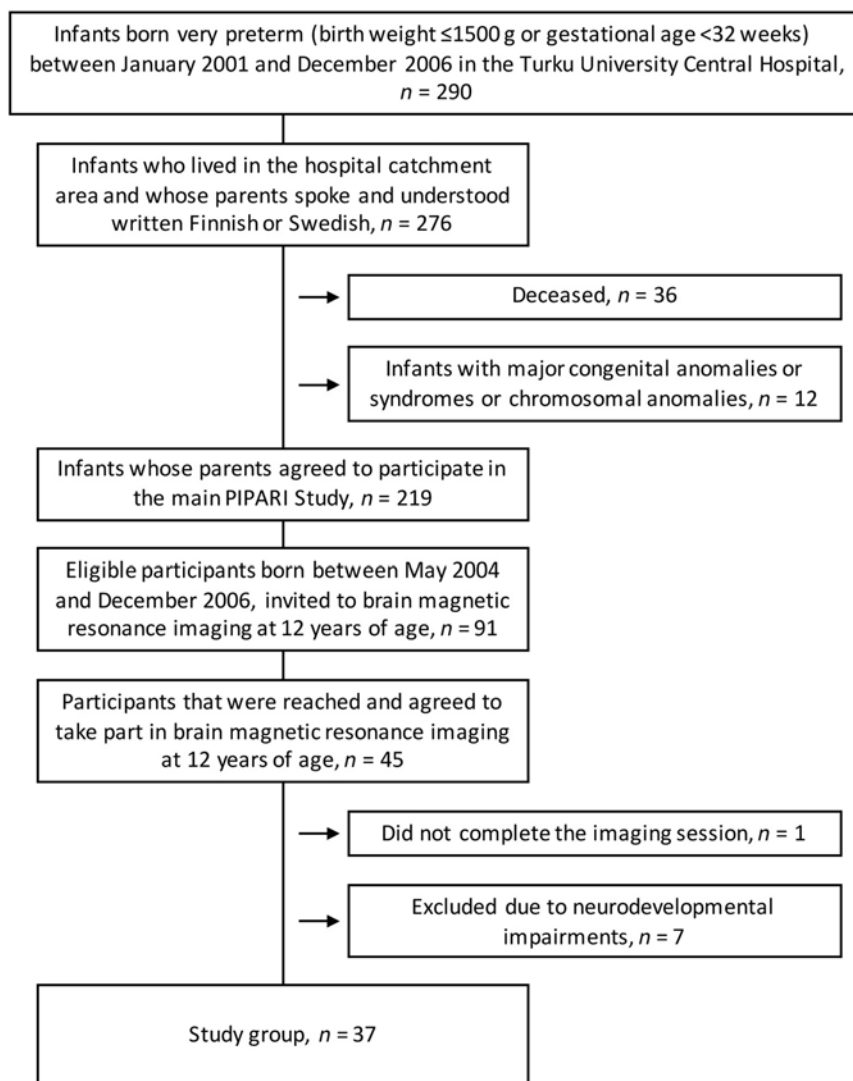 Infants born very preterm (birth weight ≤1500 g or gestational age <32 weeks)
between January 2001 and December 2006 in the Turku University Central Hospital,
n = 290
Infants who lived in the hospital catchment
area and whose parents spoke and understood
written Finnish or Swedish, n = 276
Deceased, n = 36
Infants with major congenital anomalies or
syndromes or chromosomal anomalies, n = 12
Infants whose parents agreed to participate in
the main PIPARI Study, n = 219
Eligible participants born between May 2004
and December 2006, invited to brain magnetic
resonance imaging at 12 years of age, n = 91
Participants that were reached and agreed to
take part in brain magnetic resonance imaging
at 12 years of age, n = 45
Did not complete the imaging session, n = 1
Excluded due to neurodevelopmental
impairments, n = 7
Study group, n = 37